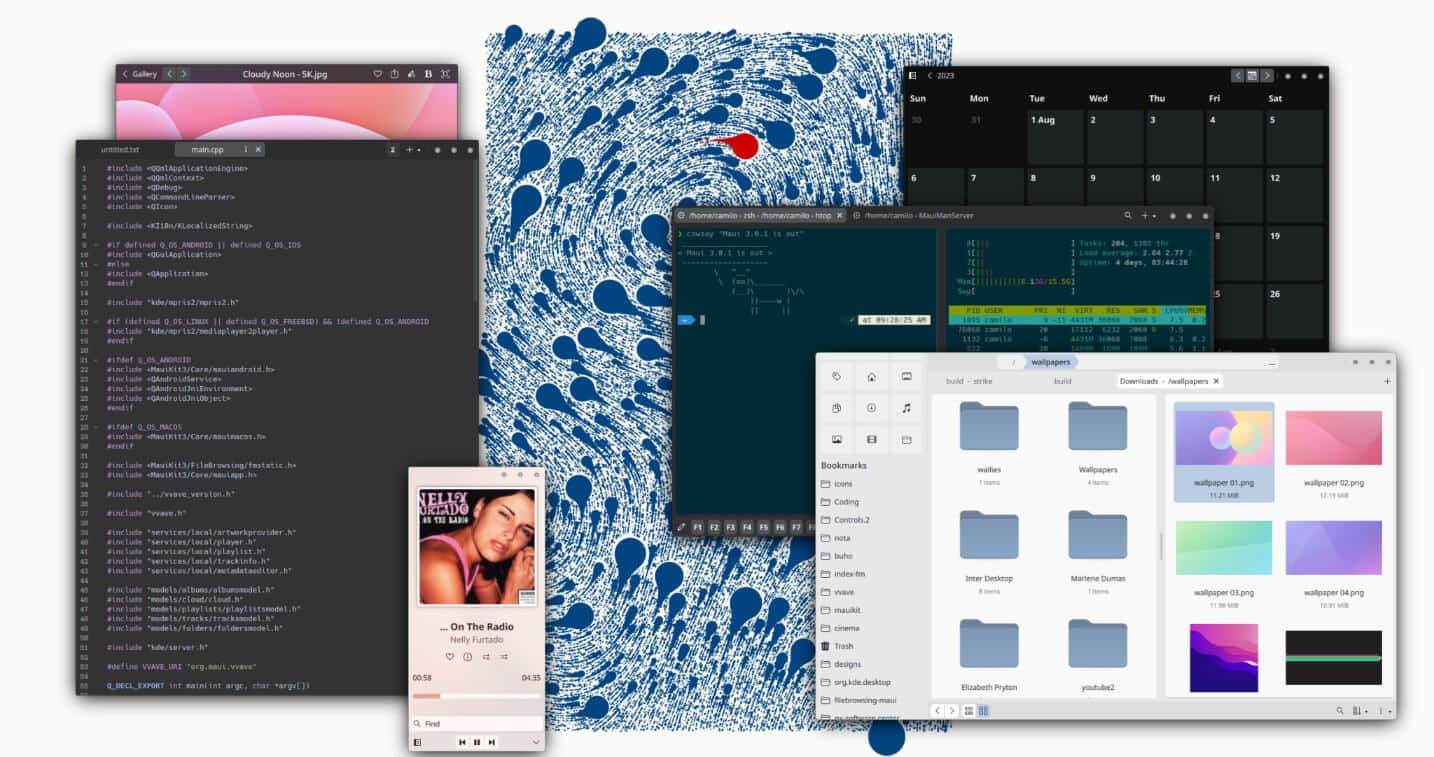 Gallery
Cloudy Noon - 5K.jpg
B
untitled.txt
main.cpp
2
#include <QQmlApplicationEngine>
#include <QQmlContext>
#include <QDebug>
#include <QCommandLineParser>
#include <QIcon>
#include <KI18n/KLocalizedString>
#if defined Q_OS_ANDROID || defined Q_OS_IOS
#include <QGuiApplication>
#else
#include <QApplication>
#endif
#include "kde/mpris2/mpris2.h"
#if (defined Q_OS_LINUX || defined Q_OS_FREEBSD) && !defined Q_OS_ANDROID
#include "kde/mpris2/mediaplayer2player.h"
#endif
#ifdef Q_OS_ANDROID
#include <MauiKit3/Core/mauiandroid.h>
#include <QAndroidService>
#include <QAndroidJniEnvironment>
#include <QAndroidJniObject>
#endif
#ifdef Q_OS_MACOS
#include <MauiKit3/Core/mauimacos.h>
#endif
#include <MauiKit3/FileBrowsing/fmstatic.h>
#include <MauiKit3/Core/mauiapp.h>
#include "../vvave_version.h"
#include "vvave.h"
#include "services/local/artworkprovider.h"
#include "services/local/player.h"
#include "services/local/playlist.h"
#include "services/local/trackinfo.h"
#include "services/local/metadataeditor.h"
#include "models/albums/albumsmodel.h"
#include "models/cloud/cloud.h"
#include "models/playlists/playlistsmodel.h"
#include "models/tracks/tracksmodel.h"
#include "models/folders/foldersmodel.h"
#include "kde/server.h"
#define VVAVE_URI "org.maui.vvave"
Q_DECL_EXPORT int main(int argc, char *argv[])
NELLY
FURTADO
...ON THE RADIO
... On The Radio
Nelly Furtado
00:58
04:35
Find
2023
Sun Mon Tue Wed Thu Fri Sat
30 31 1 Aug 2 3 4 5
6 7 8 9 10 11 12
19
26
/home/camilo - zsh - /home/camilo - htop
/home/camilo - MauiManServer
cowsay "Maui 3.0.1 is out"
< Maui 3.0.1 is out >
at 09:28:25 AM
Tasks: 204,
Load average: 2.04 2.77
Uptime: 4 days, 03:44:28
Mem
Swp
PID USER PRI NI VIRT RES SHR S
1895 camilo
76068 camilo 20 17112 6232
1132 camilo -6
F1 F2 F3 F4 F5 F6 F7
/ wallpapers
build - strike
build
Downloads - /wallpapers
Bookmarks
icons
Coding
Controls.2
nota
buho
index-fm
vvave
mauikit
cinema
Trash
designs
org.kde.desktop
filebrowsing-maui
wallies
1 items
Wallpapers
4 items
Inter Desktop
8 items
Marlene Dumas
1 items
Elizabeth Pryton
youtube2
wallpaper 01.png
11.21 MiB
wallpaper 02.png
12.19 MiB
wallpaper 03.png
11.98 MiB
wallpaper 04.png
10.91 MiB